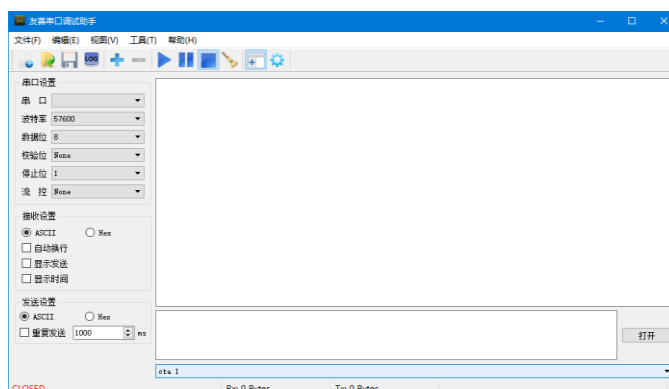 友善串口调试助手
文件(F) 编辑(E) 视图(V) 工具(T) 帮助(H)
LOG
串口设置
串 口
波特率 57600
数据位 8
校验位 None
停止位 1
流 控 None
接收设置
ASCII Hex
自动换行
显示发送
显示时间
发送设置
ASCII Hex
重复发送 1000 ms
打开
cta 1
CLOSED Rx: 0 Bytes Tx: 0 Bytes